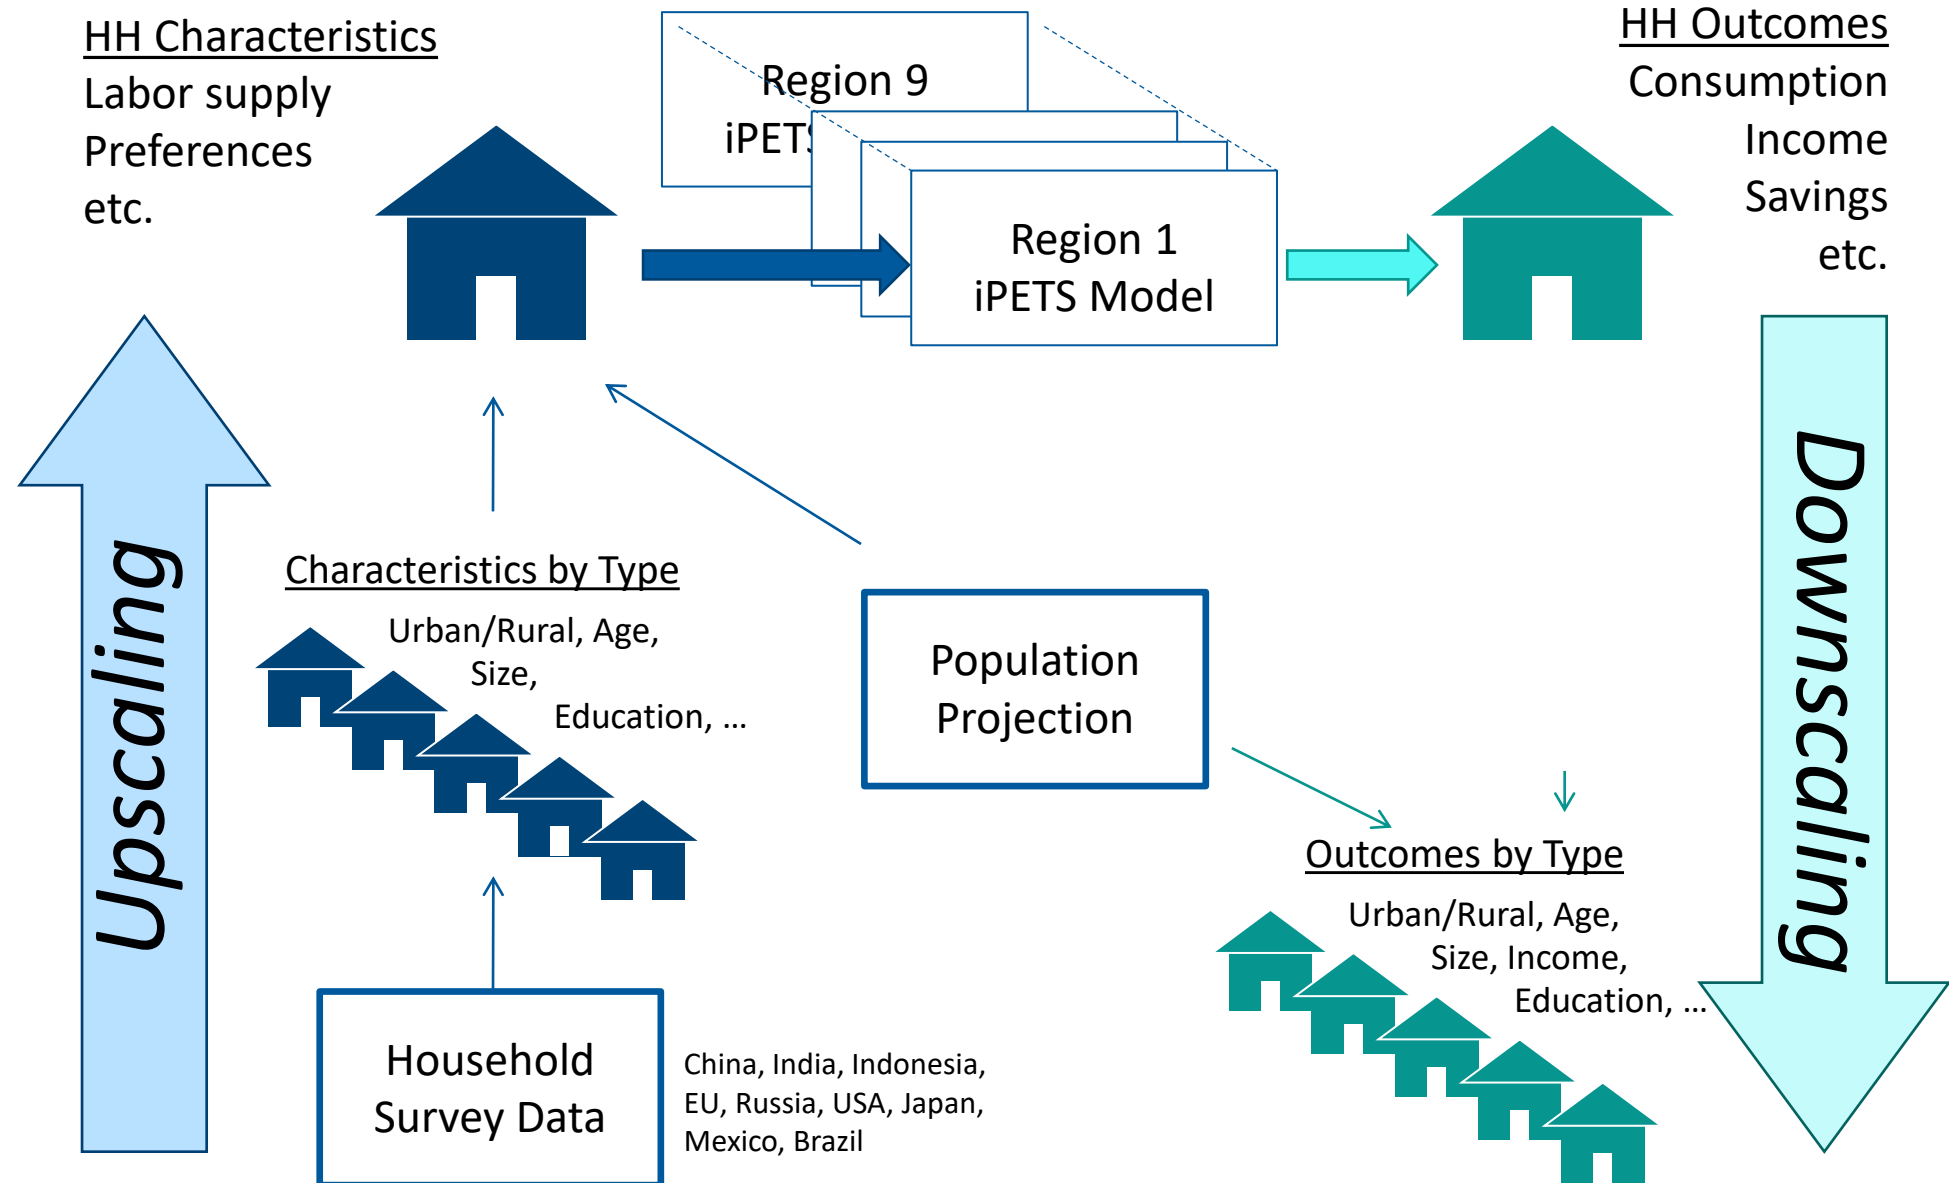 HH Characteristics
Labor supply
Preferences
etc.
Region 9
iPETS
Region 1
iPETS Model
HH Outcomes
Consumption
Income
Savings
etc.
Upscaling
Characteristics by Type
Urban/Rural, Age,
Size,
Education, ...
Population
Projection
Downscaling
Outcomes by Type
Urban/Rural, Age,
Size, Income,
Education, ...
Household
Survey Data
China, India, Indonesia,
EU, Russia, USA, Japan,
Mexico, Brazil